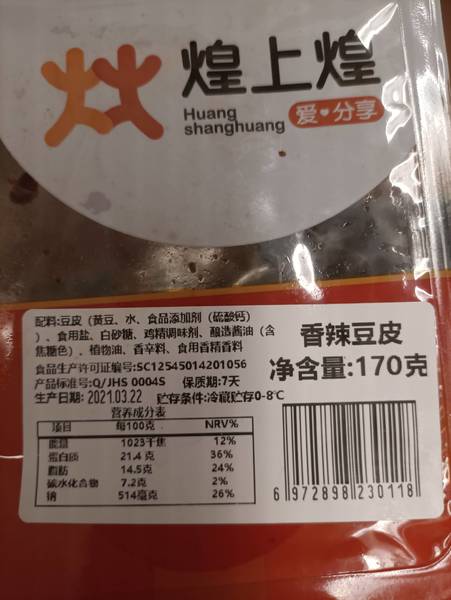 煌上煌
Huang
shanghuang
爱❤分享
配料:豆皮（黄豆、水、食品添加剂（硫酸钙）
）、食用盐、白砂糖、鸡精调味料、酿造酱油（含
焦糖色）、植物油、香辛料、食用香精香料
食品生产许可证编号:SC12545014201056
产品标准号:Q/JHS 0004S 保质期:7天
生产日期: 2021.03.22 贮存条件:冷藏贮存0-8℃
香辣豆皮
净含量:170克
营养成分表
项目 每100克 NRV%
能量 1023千焦 12%
蛋白质 21.4 克 36%
脂肪 14.5克 24%
碳水化合物 7.2克 2%
钠 514毫克 26%
6 972898 230118